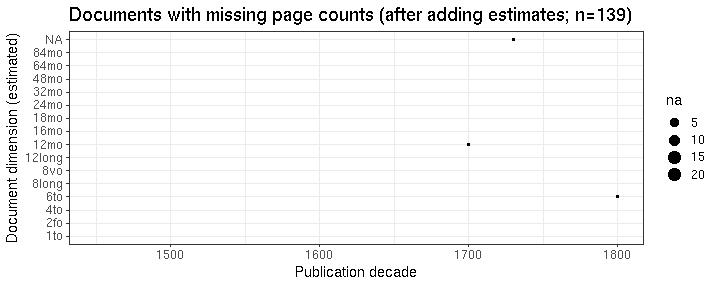 Documents with missing page counts (after adding estimates; n=139)
Document dimension (estimated)
NA
84mo
64mo
48mo
32mo
24mo
18mo
16mo
12mo
12long
8vo
8long
6to
4to
2fo
1to
1500
1600
1700
1800
Publication decade
na
5
10
15
20